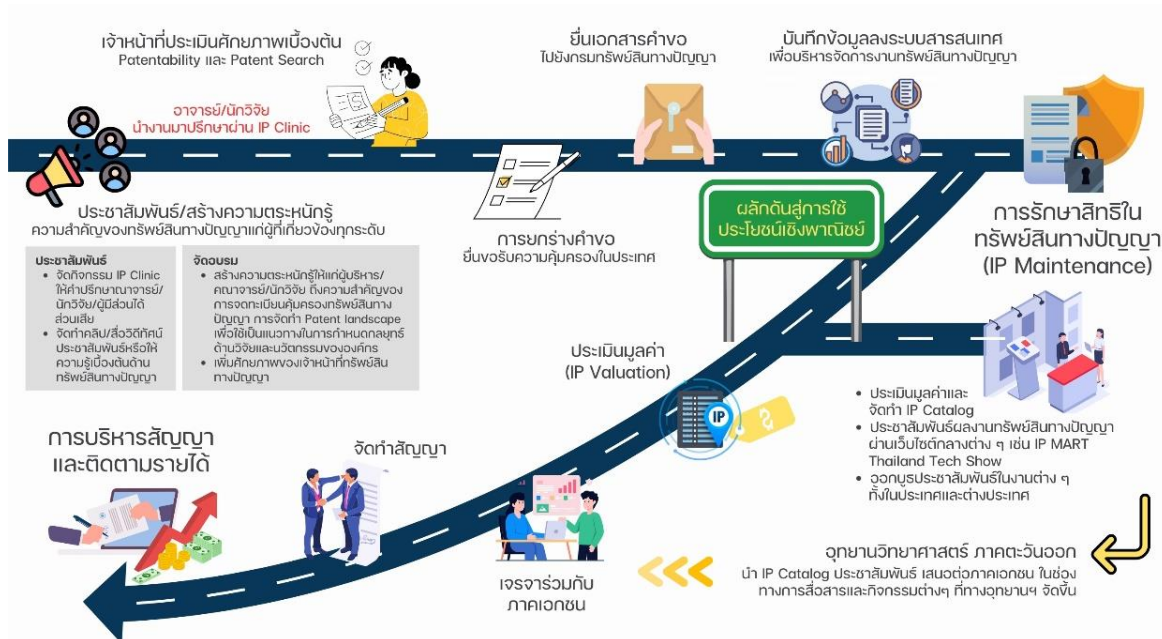 เจ้าหน้าที่ประเมินศักยภาพเบื้องต้น
Patentability และ Patent Search
อาจารย์/นักวิจัย
นำงานมาปรึกษาผ่าน IP Clinic
ยื่นเอกสารคำขอ
ไปยังกรมทรัพย์สินทางปัญญา
บันทึกข้อมูลลงระบบสารสนเทศ
เพื่อบริหารจัดการงานทรัพย์สินทางปัญญา
ประชาสัมพันธ์/สร้างความตระหนักรู้
ความสำคัญของทรัพย์สินทางปัญญาแก่ผู้ที่เกี่ยวข้องทุกระดับ
ประชาสัมพันธ์
• จัดกิจกรรม IP Clinic
ให้คำปรึกษาณาจารย์/
นักวิจัย/ผู้มีส่วนได้
ส่วนเสีย
• จัดทำคลิป/สื่อวิดีทัศน์
ประชาสัมพันธ์หรือให้
ความรู้เบื้องต้นด้าน
ทรัพย์สินทางปัญญา
จัดอบรม
• สร้างความตระหนักรู้ให้แก่ผู้บริหาร/
คณาจารย์/นักวิจัย ถึงความสำคัญของ
การจดทะเบียนคุ้มครองทรัพย์สินทาง
ปัญญา การจัดทำ Patent landscape
เพื่อใช้เป็นแนวทางในการกำหนดกลยุทธ์
ด้านวิจัยและนวัตกรรมขององค์กร
• เพิ่มศักยภาพของเจ้าหน้าที่ทรัพย์สิน
ทางปัญญา
การยกร่างคำขอ
ยื่นขอรับความคุ้มครองในประเทศ
ผลักดันสู่การใช้
ประโยชน์เชิงพาณิชย์
การรักษาสิทธิใน
ทรัพย์สินทางปัญญา
(IP Maintenance)
ประเมินมูลค่า
(IP Valuation)
IP
• ประเมินมูลค่าและ
จัดทำ IP Catalog
• ประชาสัมพันธ์ผลงานทรัพย์สินทางปัญญา
ผ่านเว็บไซต์กลางต่าง ๆ เช่น IP MART
Thailand Tech Show
• ออกบูธประชาสัมพันธ์ในงานต่าง ๆ
ทั้งในประเทศและต่างประเทศ
การบริหารสัญญา
และติดตามรายได้
จัดทำสัญญา
เจรจาร่วมกับ
ภาคเอกชน
อุทยานวิทยาศาสตร์ ภาคตะวันออก
นำ IP Catalog ประชาสัมพันธ์ เสนอต่อภาคเอกชน ในช่อง
ทางการสื่อสารและกิจกรรมต่างๆ ที่ทางอุทยานฯ จัดขึ้น